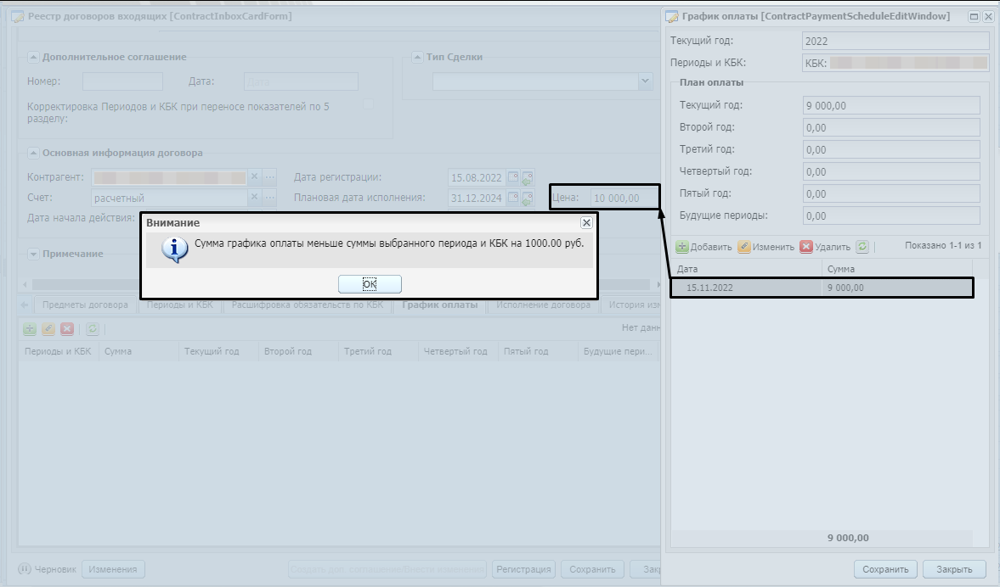 Реестр договоров входящих [ContractInboxCardForm]
Дополнительное соглашение
Тип Сделки
Номер:
Дата:
Дата
Корректировка Периодов и КБК при переносе показателей по 5
разделу:
Основная информация договора
Контрагент:
Дата регистрации:
15.08.2022
Счет:
расчетный
Плановая дата исполнения:
31.12.2024
Цена:
10 000,00
Дата начала действия:
Примечание
Внимание
Сумма графика оплаты меньше суммы выбранного периода и КБК на 1000.00 руб.
ОК
Предметы договора
Периоды и КБК
Расшифровка обязательств по КБК
График оплаты
Исполнение договора
История изм
Нет данн
Периоды и КБК
Сумма
Текущий год
Второй год
Третий год
Четвертый год
Пятый год
Будущие пери...
Черновик
Изменения
Регистрация
Сохранить
Закр
График оплаты [ContractPaymentScheduleEditWindow]
Текущий год:
2022
Периоды и КБК:
КБК:
План оплаты
Текущий год:
9 000,00
Второй год:
0,00
Третий год:
0,00
Четвертый год:
0,00
Пятый год:
0,00
Будущие периоды:
0,00
Добавить
Изменить
Удалить
Показано 1-1 из 1
Дата
Сумма
15.11.2022
9 000,00
9 000,00
Сохранить
Закрыть